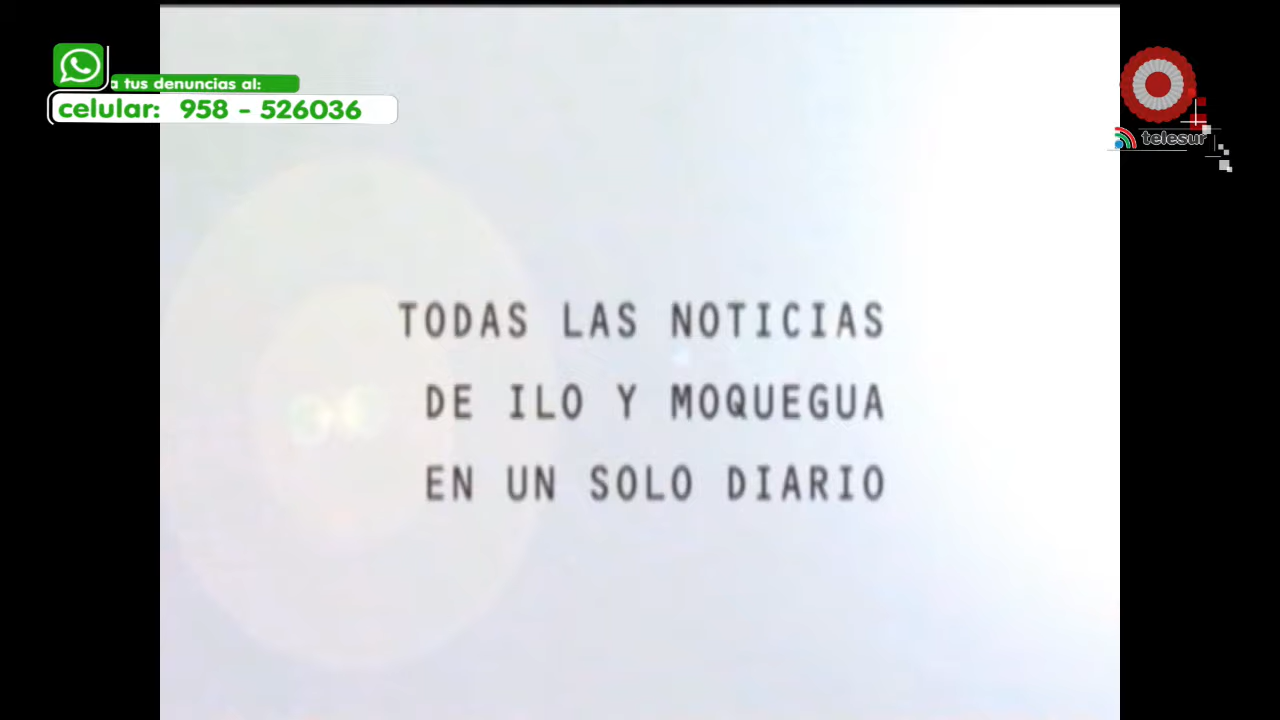 a tus denuncias al:
celular: 958 - 526036
telesur
TODAS LAS NOTICIAS
DE ILO Y MOQUEGUA
EN UN SOLO DIARIO